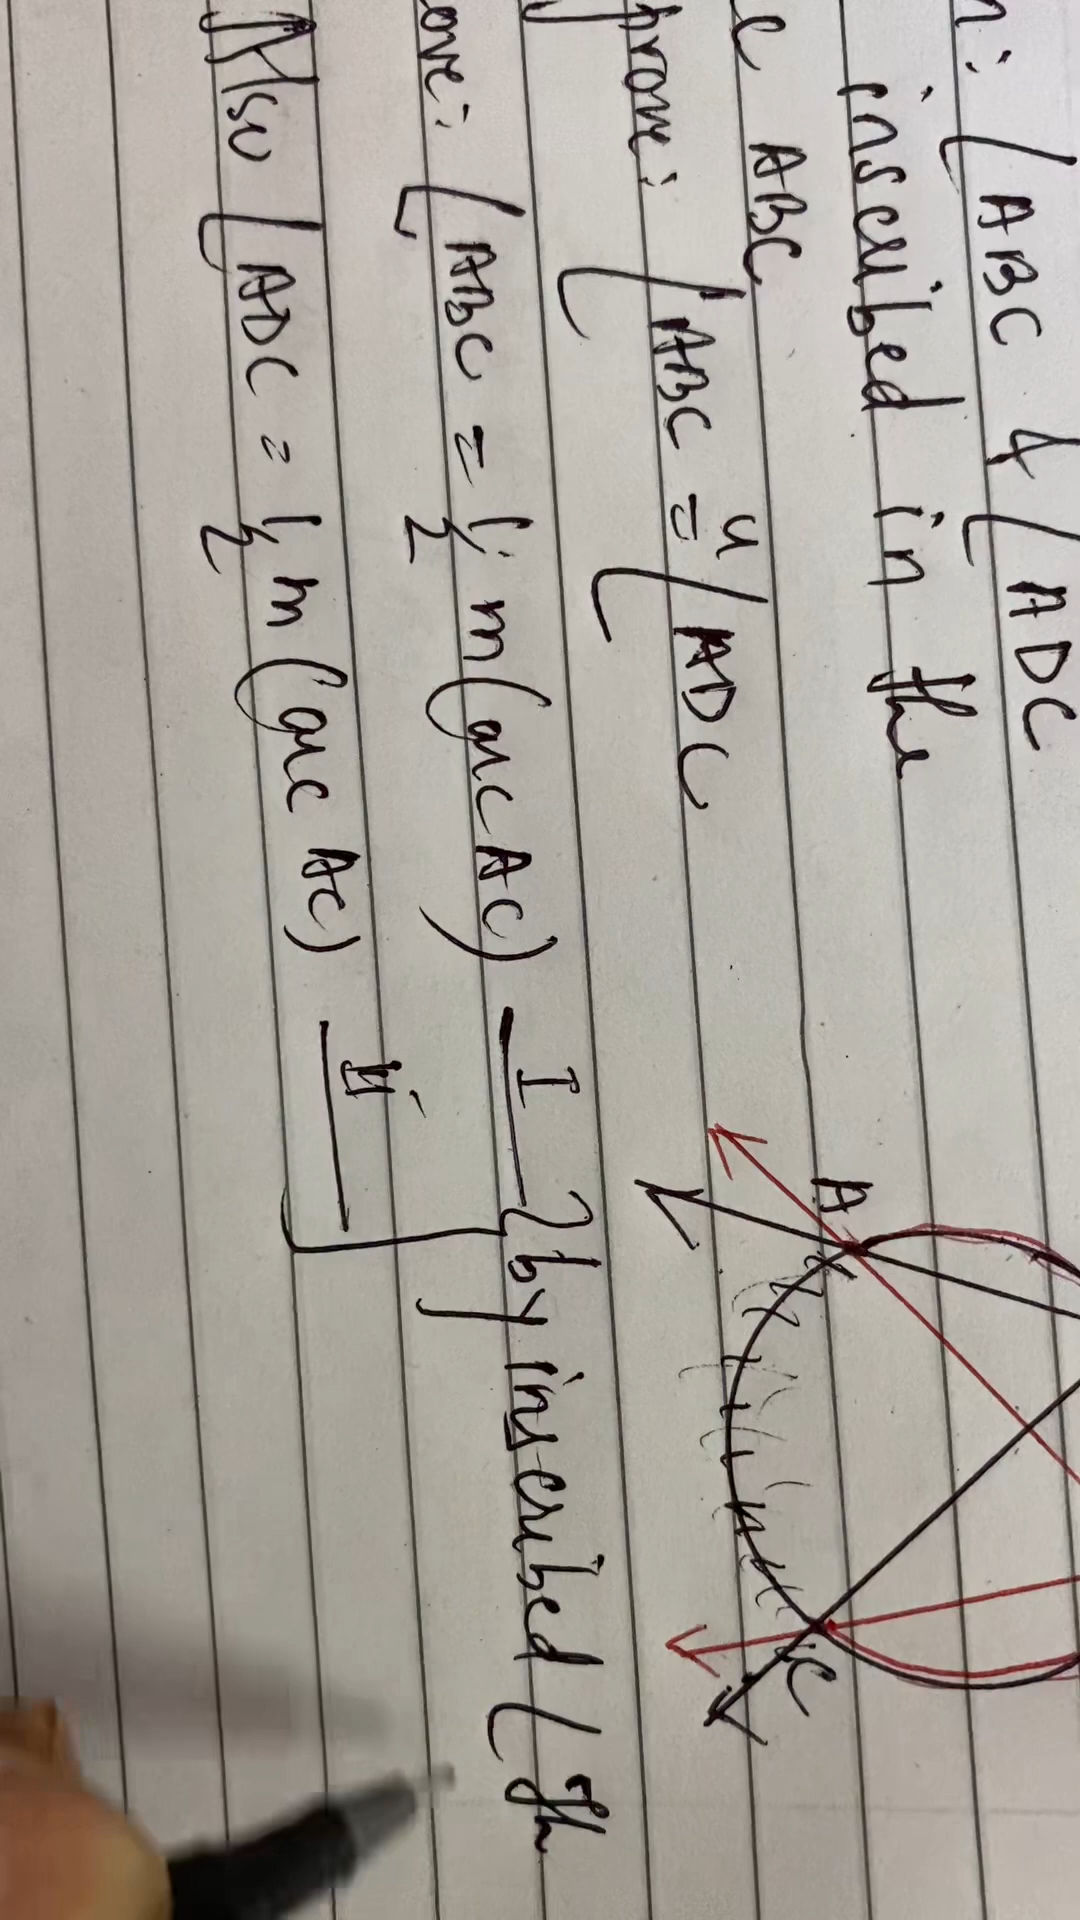 n: ∠ABC & ∠ADC
inscribed in the
c ABC
prove: ∠ABC ≅ ∠ADC
A
C
ove: ∠ABC = 1/2 m(arc AC) — I } by inscribed ∠ Th
Also ∠ADC = 1/2 m(arc AC) — II